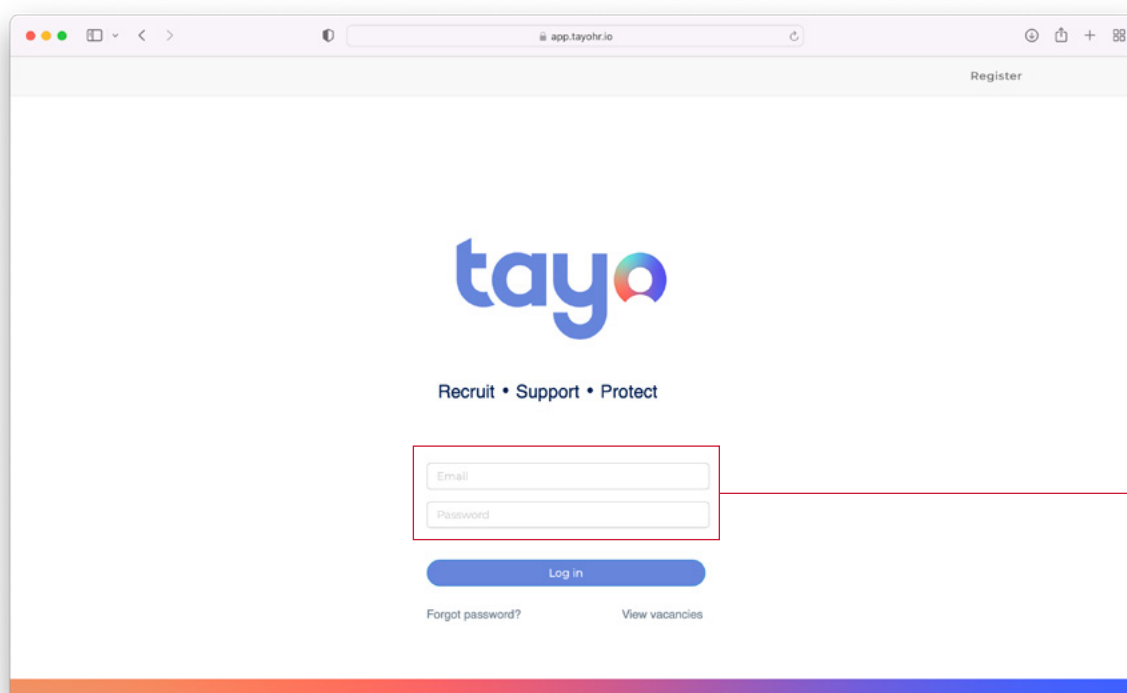 app.tayohr.io
Register
tayo
Recruit • Support • Protect
Email
Password
Log in
Forgot password? View vacancies